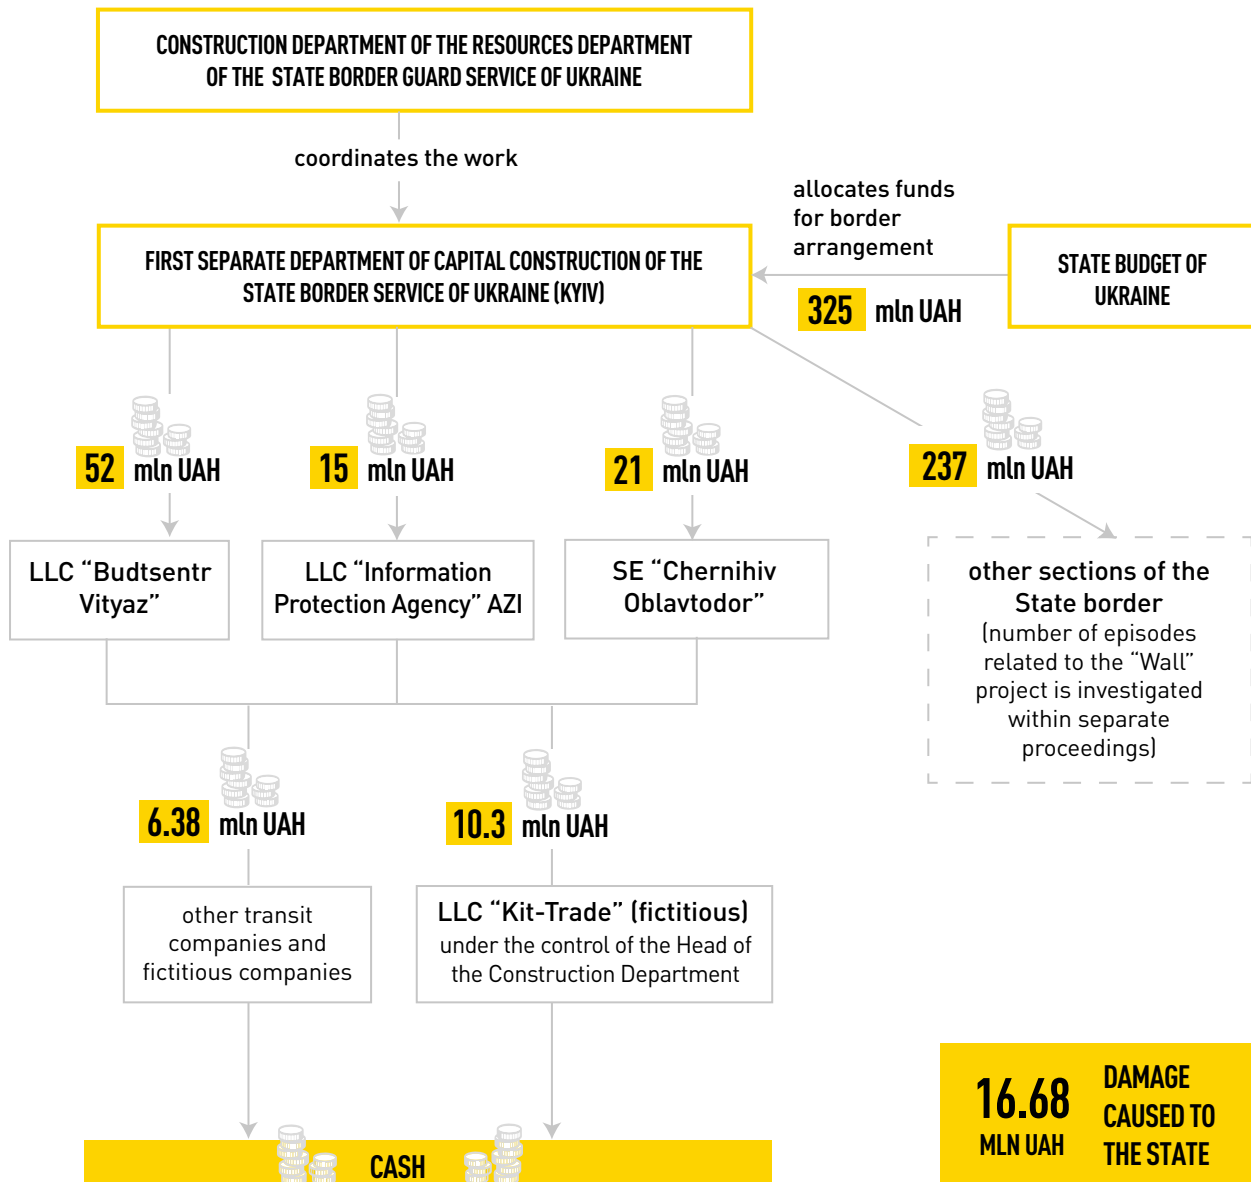 CONSTRUCTION DEPARTMENT OF THE RESOURCES DEPARTMENT
OF THE STATE BORDER GUARD SERVICE OF UKRAINE
coordinates the work
allocates funds
for border
arrangement
FIRST SEPARATE DEPARTMENT OF CAPITAL CONSTRUCTION OF THE
STATE BORDER SERVICE OF UKRAINE (KYIV)
STATE BUDGET OF
UKRAINE
325 mln UAH
52 mln UAH
15 mln UAH
21 mln UAH
237 mln UAH
LLC “Budtsentr
Vityaz”
LLC “Information
Protection Agency” AZI
SE “Chernihiv
Oblavtodor”
other sections of the
State border
(number of episodes
related to the “Wall”
project is investigated
within separate
proceedings)
6.38 mln UAH
10.3 mln UAH
other transit
companies and
fictitious companies
LLC “Kit-Trade” (fictitious)
under the control of the Head of
the Construction Department
CASH
16.68
MLN UAH
DAMAGE
CAUSED TO
THE STATE